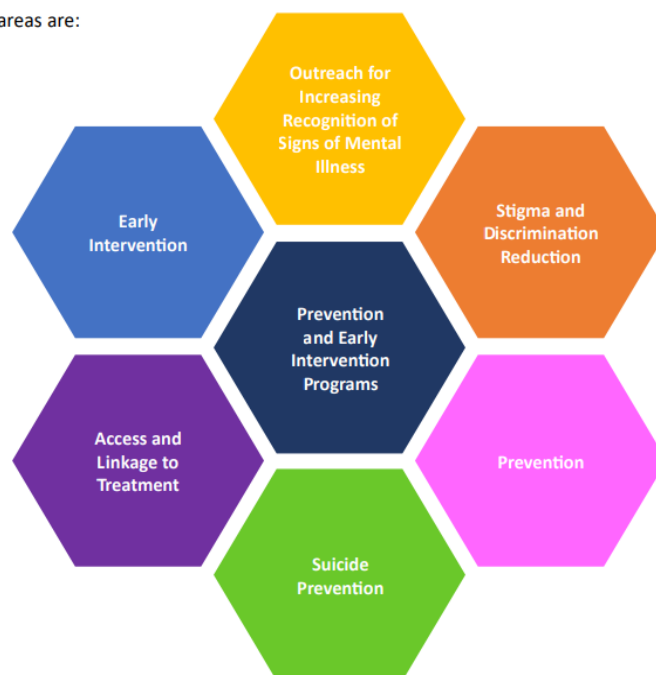 areas are:
Outreach for
Increasing
Recognition of
Signs of Mental
Illness
Early
Intervention
Stigma and
Discrimination
Reduction
Prevention
and Early
Intervention
Programs
Access and
Linkage to
Treatment
Prevention
Suicide
Prevention